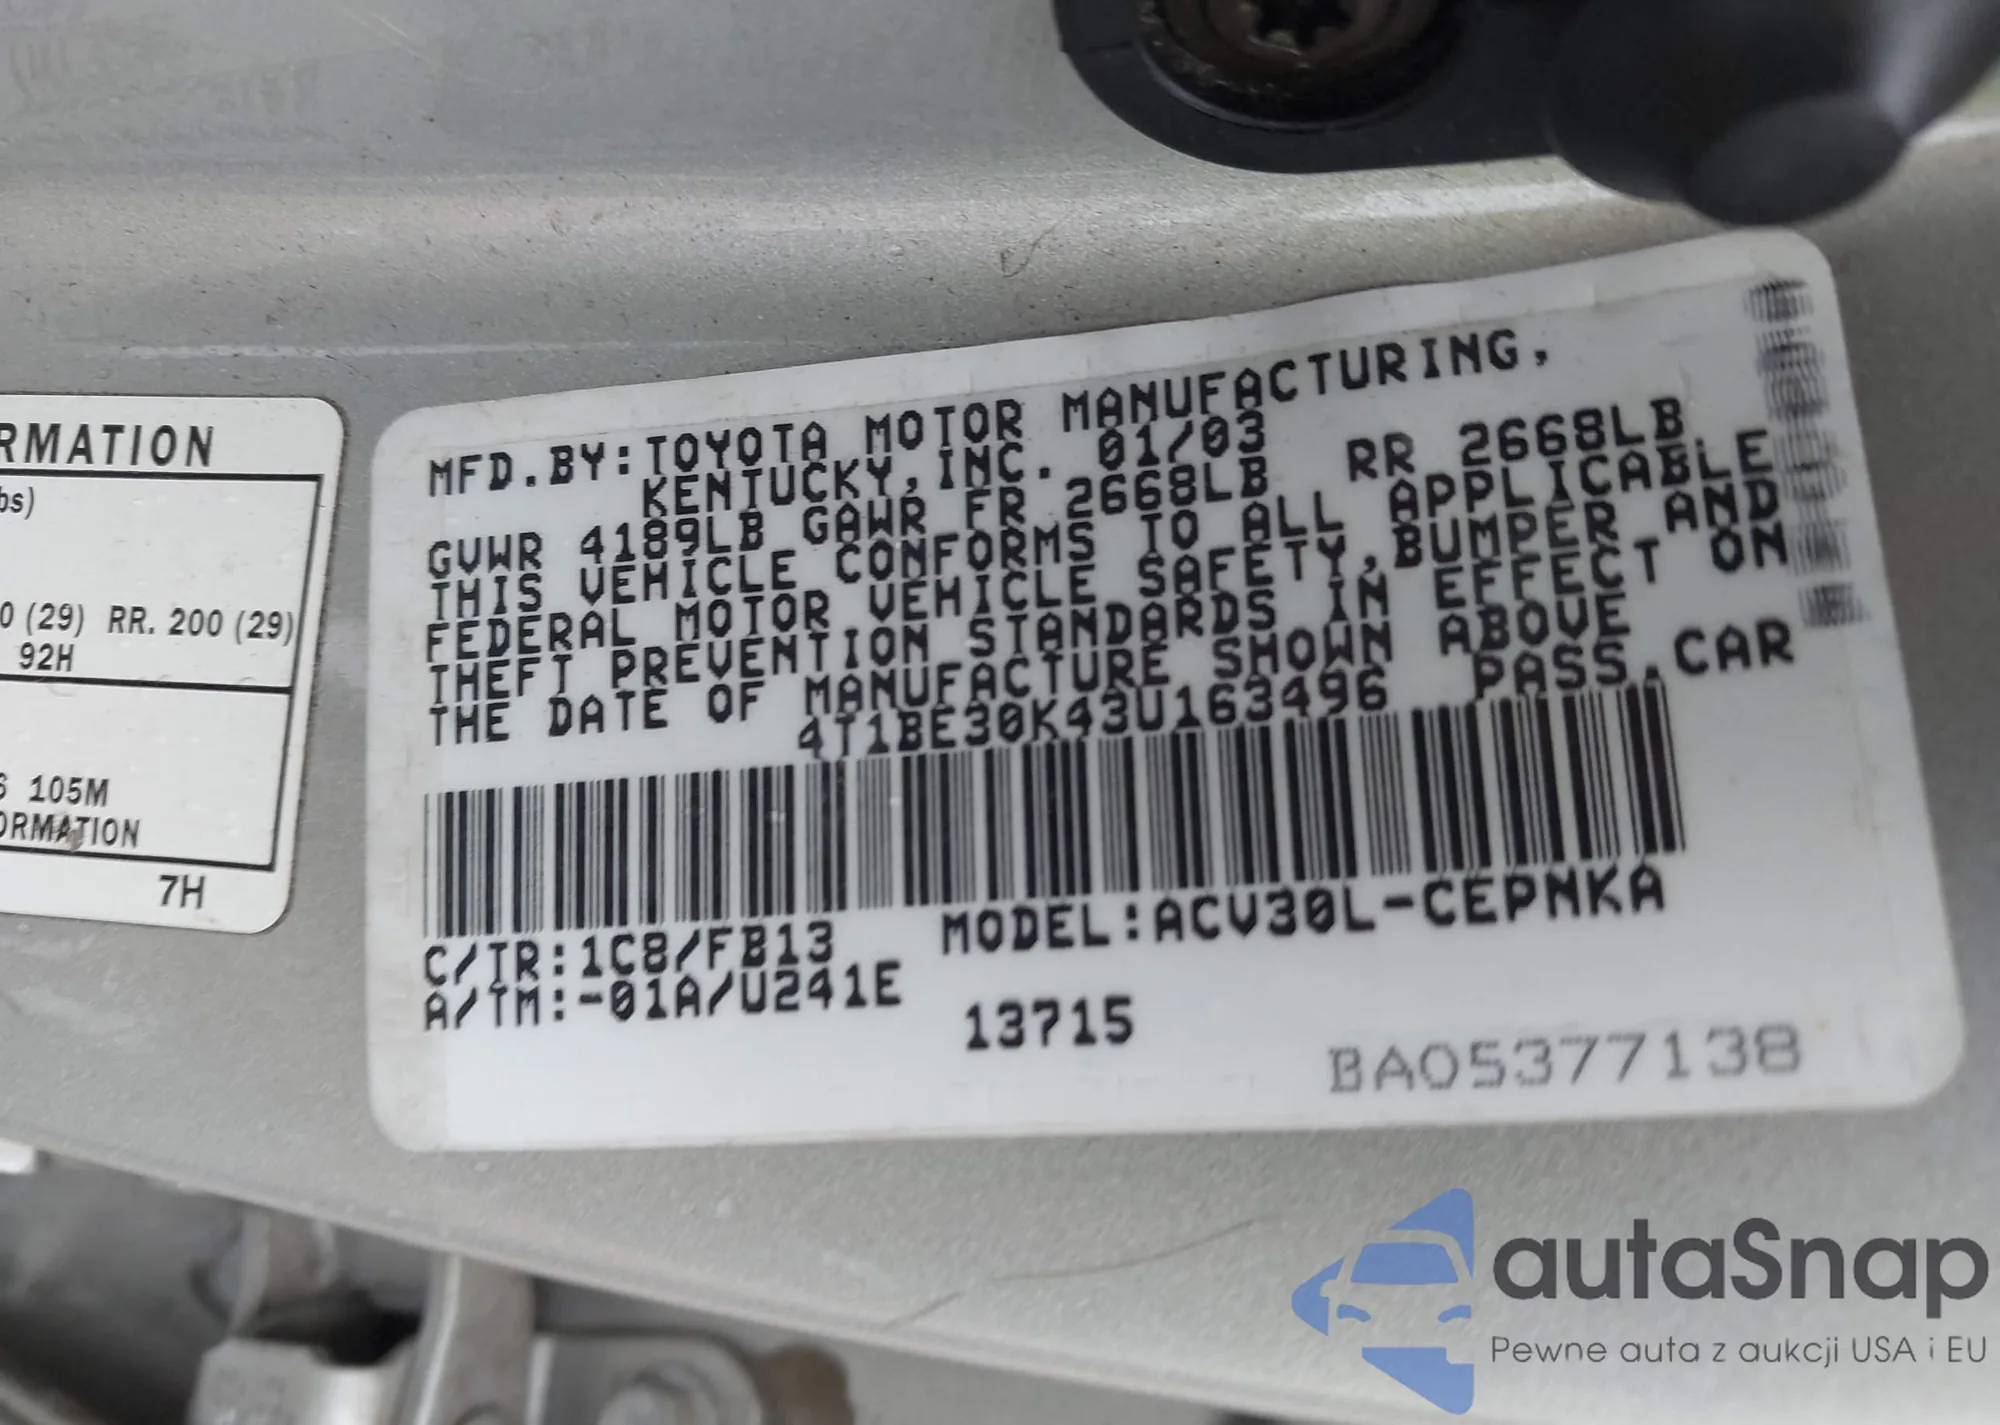 RMATION
bs)
0 (29) RR. 200 (29)
92H
105M
ORMATION
7H
MFD.BY:TOYOTA MOTOR MANUFACTURING,
KENTUCKY,INC. 01/03
GVWR 4189LB GAWR FR 2668LB RR 2668LB
THIS VEHICLE CONFORMS TO ALL APPLICABLE
FEDERAL MOTOR VEHICLE SAFETY,BUMPER AND
THEFT PREVENTION STANDARDS IN EFFECT ON
THE DATE OF MANUFACTURE SHOWN ABOVE
4T1BE30K43U163496 PASS.CAR
C/TR:1C8/FB13 MODEL:ACV30L-CEPNKA
A/TM:-01A/U241E
13715
BA05377138
autaSnap
Pewne auta z aukcji USA i EU